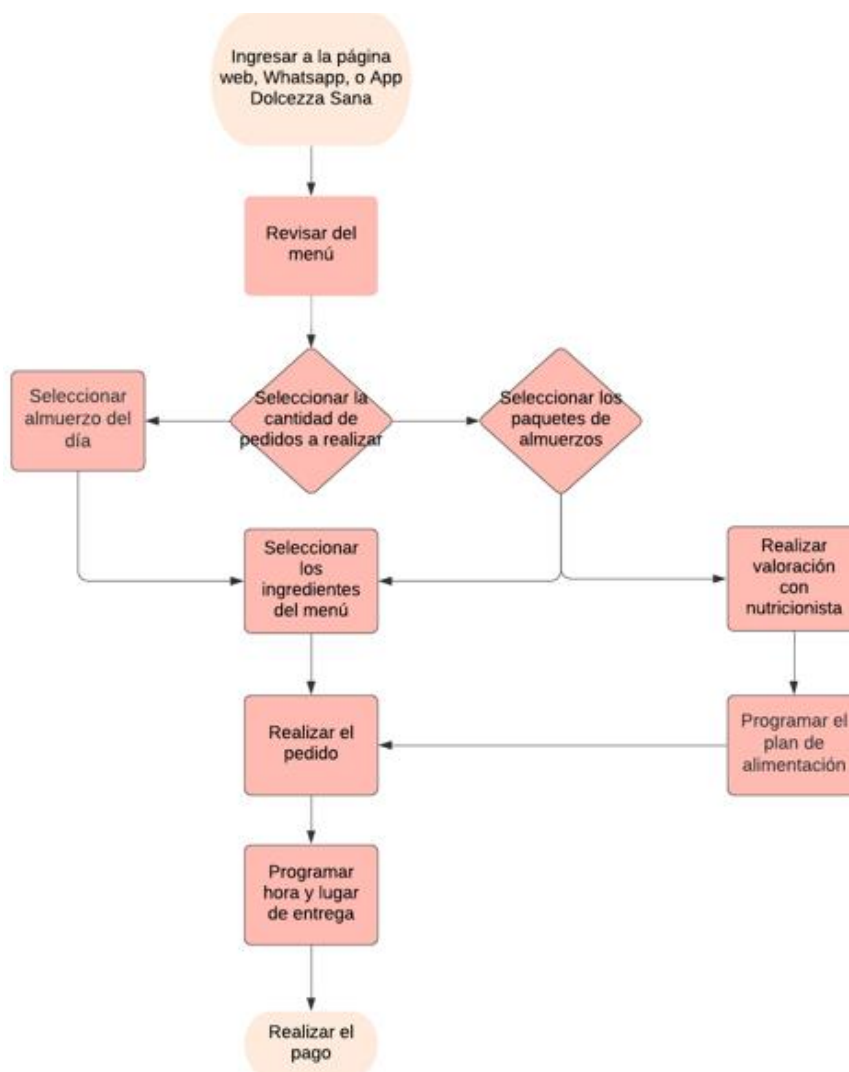 Ingresar a la página
web, Whatsapp, o App
Dolcezza Sana
Revisar del
menú
Seleccionar
almuerzo del
día
Seleccionar la
cantidad de
pedidos a realizar
Seleccionar los
paquetes de
almuerzos
Seleccionar
los
ingredientes
del menú
Realizar
valoración
con
nutricionista
Realizar el
pedido
Programar el
plan de
alimentación
Programar
hora y lugar
de entrega
Realizar el
pago